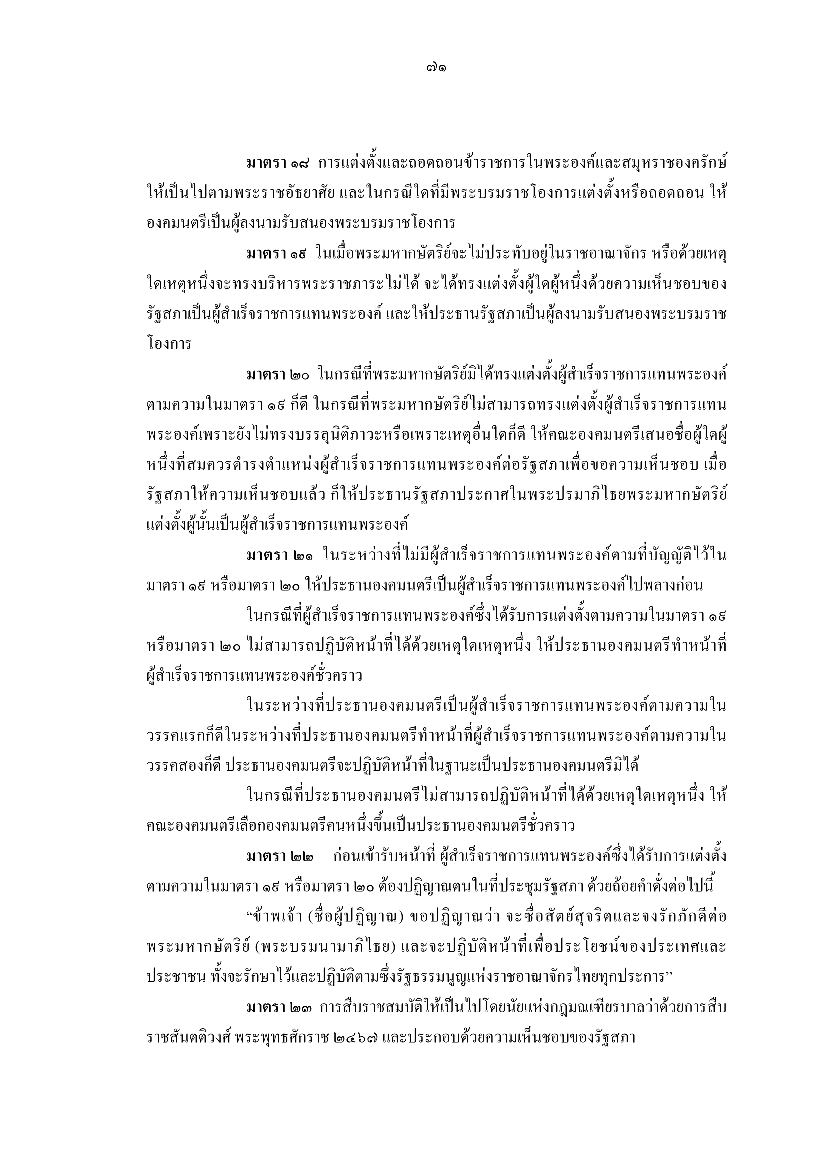 ๗๑
มาตรา ๑๘ การแต่งตั้งและถอดถอนข้าราชการในพระองค์และสมุหราชองครักษ์
ให้เป็นไปตามพระราชอัธยาศัย และในกรณีใดที่มีพระบรมราชโองการแต่งตั้งหรือถอดถอน ให้
องคมนตรีเป็นผู้ลงนามรับสนองพระบรมราชโองการ
มาตรา ๑๙ ในเมื่อพระมหากษัตริย์จะไม่ประทับอยู่ในราชอาณาจักร หรือด้วยเหตุ
ใดเหตุหนึ่งจะทรงบริหารพระราชภาระไม่ได้ จะได้ทรงแต่งตั้งผู้ใดผู้หนึ่งด้วยความเห็นชอบของ
รัฐสภาเป็นผู้สำเร็จราชการแทนพระองค์ และให้ประธานรัฐสภาเป็นผู้ลงนามรับสนองพระบรมราช
โองการ
มาตรา ๒๐ ในกรณีที่พระมหากษัตริย์มิได้ทรงแต่งตั้งผู้สำเร็จราชการแทนพระองค์
ตามความในมาตรา ๑๙ ก็ดี ในกรณีที่พระมหากษัตริย์ไม่สามารถทรงแต่งตั้งผู้สำเร็จราชการแทน
พระองค์เพราะยังไม่ทรงบรรลุนิติภาวะหรือเพราะเหตุอื่นใดก็ดี ให้คณะองคมนตรีเสนอชื่อผู้ใดผู้
หนึ่งที่สมควรดำรงตำแหน่งผู้สำเร็จราชการแทนพระองค์ต่อรัฐสภาเพื่อขอความเห็นชอบ เมื่อ
รัฐสภาให้ความเห็นชอบแล้ว ก็ให้ประธานรัฐสภาประกาศในพระปรมาภิไธยพระมหากษัตริย์
แต่งตั้งผู้นั้นเป็นผู้สำเร็จราชการแทนพระองค์
มาตรา ๒๑ ในระหว่างที่ไม่มีผู้สำเร็จราชการแทนพระองค์ตามที่บัญญัติไว้ใน
มาตรา ๑๙ หรือมาตรา ๒๐ ให้ประธานองคมนตรีเป็นผู้สำเร็จราชการแทนพระองค์ไปพลางก่อน
ในกรณีที่ผู้สำเร็จราชการแทนพระองค์ซึ่งได้รับการแต่งตั้งตามความในมาตรา ๑๙
หรือมาตรา ๒๐ ไม่สามารถปฏิบัติหน้าที่ได้ด้วยเหตุใดเหตุหนึ่ง ให้ประธานองคมนตรีทำหน้าที่
ผู้สำเร็จราชการแทนพระองค์ชั่วคราว
ในระหว่างที่ประธานองคมนตรีเป็นผู้สำเร็จราชการแทนพระองค์ตามความใน
วรรคแรกก็ดีในระหว่างที่ประธานองคมนตรีทำหน้าที่ผู้สำเร็จราชการแทนพระองค์ตามความใน
วรรคสองก็ดี ประธานองคมนตรีจะปฏิบัติหน้าที่ในฐานะเป็นประธานองคมนตรีมิได้
ในกรณีที่ประธานองคมนตรีไม่สามารถปฏิบัติหน้าที่ได้ด้วยเหตุใดเหตุหนึ่ง ให้
คณะองคมนตรีเลือกองคมนตรีคนหนึ่งขึ้นเป็นประธานองคมนตรีชั่วคราว
มาตรา ๒๒ ก่อนเข้ารับหน้าที่ ผู้สำเร็จราชการแทนพระองค์ซึ่งได้รับการแต่งตั้ง
ตามความในมาตรา ๑๙ หรือมาตรา ๒๐ ต้องปฏิญาณตนในที่ประชุมรัฐสภา ด้วยถ้อยคำดั่งต่อไปนี้
“ข้าพเจ้า (ชื่อผู้ปฏิญาณ) ขอปฏิญาณว่า จะซื่อสัตย์สุจริตและจงรักภักดีต่อ
พระมหากษัตริย์ (พระบรมนามาภิไธย) และจะปฏิบัติหน้าที่เพื่อประโยชน์ของประเทศและ
ประชาชน ทั้งจะรักษาไว้และปฏิบัติตามซึ่งรัฐธรรมนูญแห่งราชอาณาจักรไทยทุกประการ”
มาตรา ๒๓ การสืบราชสมบัติให้เป็นไปโดยนัยแห่งกฎมณเฑียรบาลว่าด้วยการสืบ
ราชสันตติวงศ์ พระพุทธศักราช ๒๔๖๗ และประกอบด้วยความเห็นชอบของรัฐสภา